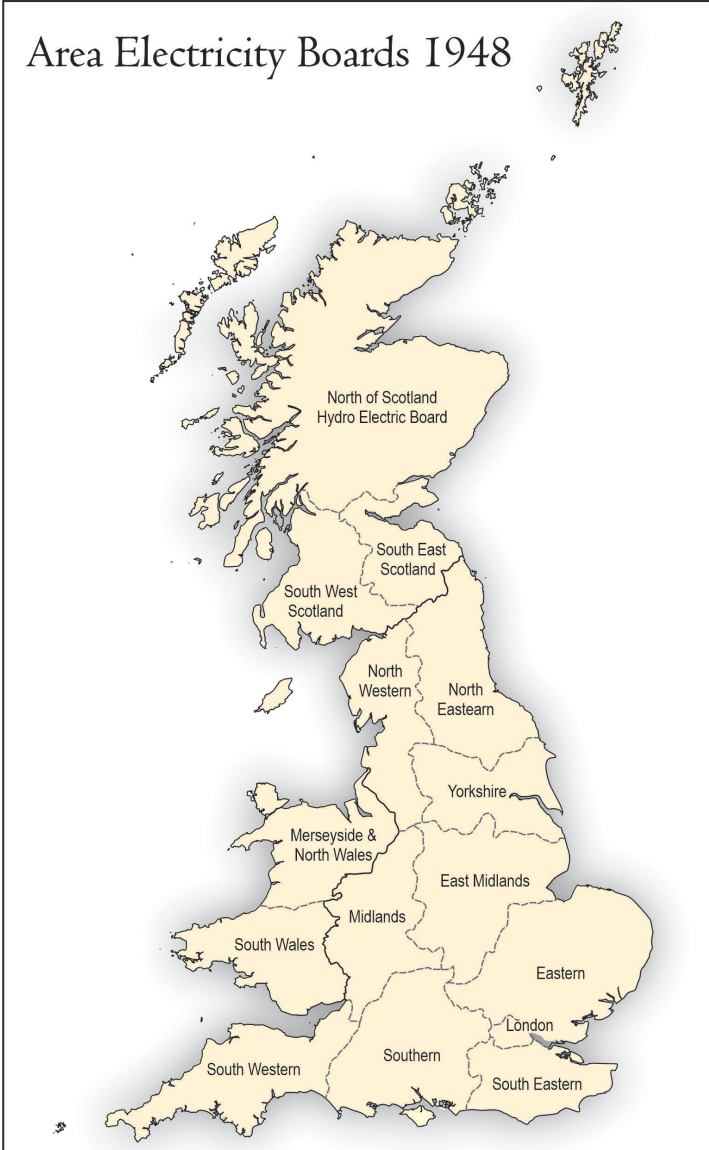 Area Electricity Boards 1948
North of Scotland
Hydro Electric Board
South East
Scotland
South West
Scotland
North
Western
North
Eastearn
Yorkshire
Merseyside &
North Wales
East Midlands
Midlands
South Wales
Eastern
London
Southern
South Western
South Eastern